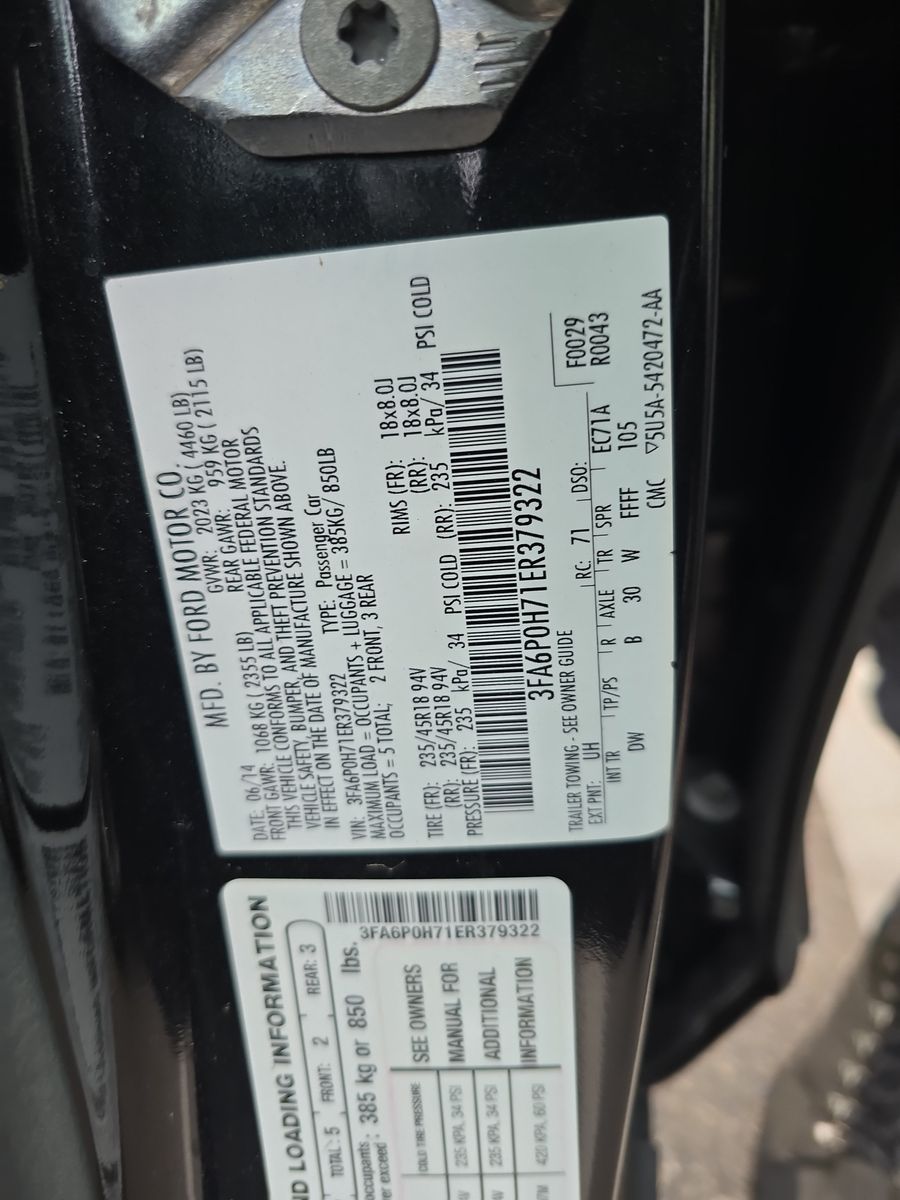 MFD. BY FORD MOTOR CO.
DATE: 06/14 GVWR: 2023 KG ( 4460 LB)
FRONT GAWR: 1068 KG ( 2355 LB) REAR GAWR: 959 KG ( 2115 LB)
THIS VEHICLE CONFORMS TO ALL APPLICABLE FEDERAL MOTOR
VEHICLE SAFETY, BUMPER, AND THEFT PREVENTION STANDARDS
IN EFFECT ON THE DATE OF MANUFACTURE SHOWN ABOVE.
VIN: 3FA6P0H71ER379322 TYPE: Passenger Car
MAXIMUM LOAD = OCCUPANTS + LUGGAGE = 385KG/ 850LB
OCCUPANTS = 5 TOTAL; 2 FRONT, 3 REAR
TIRE (FR): 235/45R18 94V RIMS (FR): 18x8.0J
(RR): 235/45R18 94V (RR): 18x8.0J
PRESSURE (FR): 235 kPa/ 34 PSI COLD (RR): 235 kPa/ 34 PSI COLD
3FA6P0H71ER379322
F0029
R0043
TRAILER TOWING - SEE OWNER GUIDE
EXT PNT: UH RC: 71 DSO:
INT TR TP/PS R AXLE TR SPR EC71A
DW B 30 W FFF 105
CMC ▽5U5A-5420472-AA
LOADING INFORMATION
TOTAL: 5 FRONT: 2 REAR: 3
occupants : 385 kg or 850 lbs.
exceed
3FA6P0H71ER379322
COLD TIRE PRESSURE
235 KPA, 34 PSI
235 KPA, 34 PSI
420 KPA, 60 PSI
SEE OWNERS
MANUAL FOR
ADDITIONAL
INFORMATION